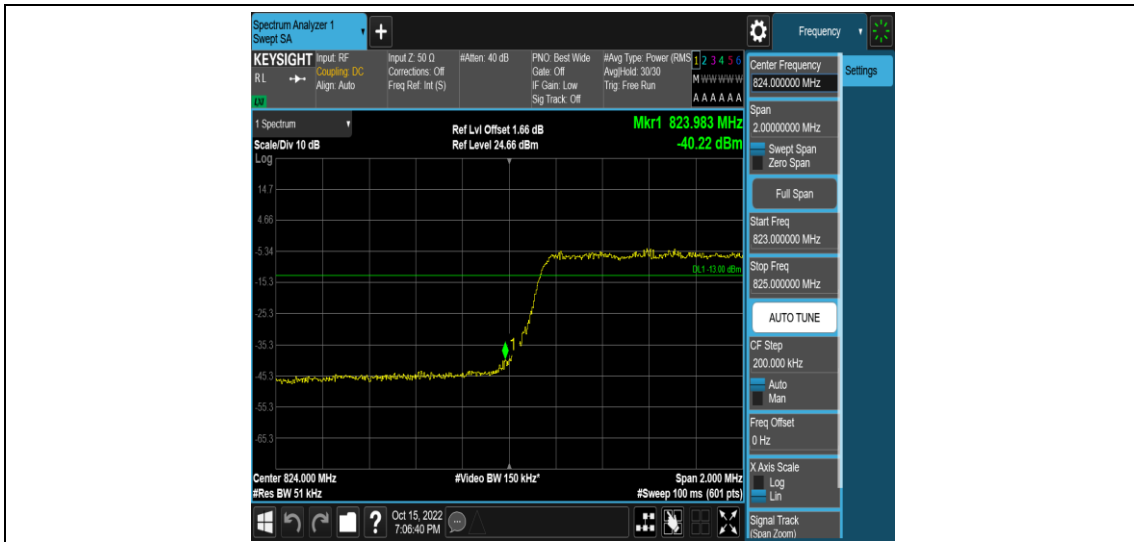 Spectrum Analyzer 1
Swept SA
+
Frequency
KEYSIGHT
RL
LXI
Input: RF
Coupling: DC
Align: Auto
Input Z: 50 Ω
Corrections: Off
Freq Ref: Int (S)
#Atten: 40 dB
PNO: Best Wide
Gate: Off
IF Gain: Low
Sig Track: Off
#Avg Type: Power (RMS
Avg|Hold: 30/30
Trig: Free Run
1 2 3 4 5 6
M W W W W W
A A A A A A
1 Spectrum
Scale/Div 10 dB
Log
Ref Lvl Offset 1.66 dB
Ref Level 24.66 dBm
Mkr1 823.983 MHz
-40.22 dBm
14.7
4.66
-5.34
DL1 -13.00 dBm
-15.3
-25.3
-35.3
1
-45.3
-55.3
-65.3
Center 824.000 MHz
#Video BW 150 kHz*
Span 2.000 MHz
#Res BW 51 kHz
#Sweep 100 ms (601 pts)
?
Oct 15, 2022
7:06:40 PM
Center Frequency
824.000000 MHz
Settings
Span
2.00000000 MHz
Swept Span
Zero Span
Full Span
Start Freq
823.000000 MHz
Stop Freq
825.000000 MHz
AUTO TUNE
CF Step
200.000 kHz
Auto
Man
Freq Offset
0 Hz
X Axis Scale
Log
Lin
Signal Track
(Span Zoom)